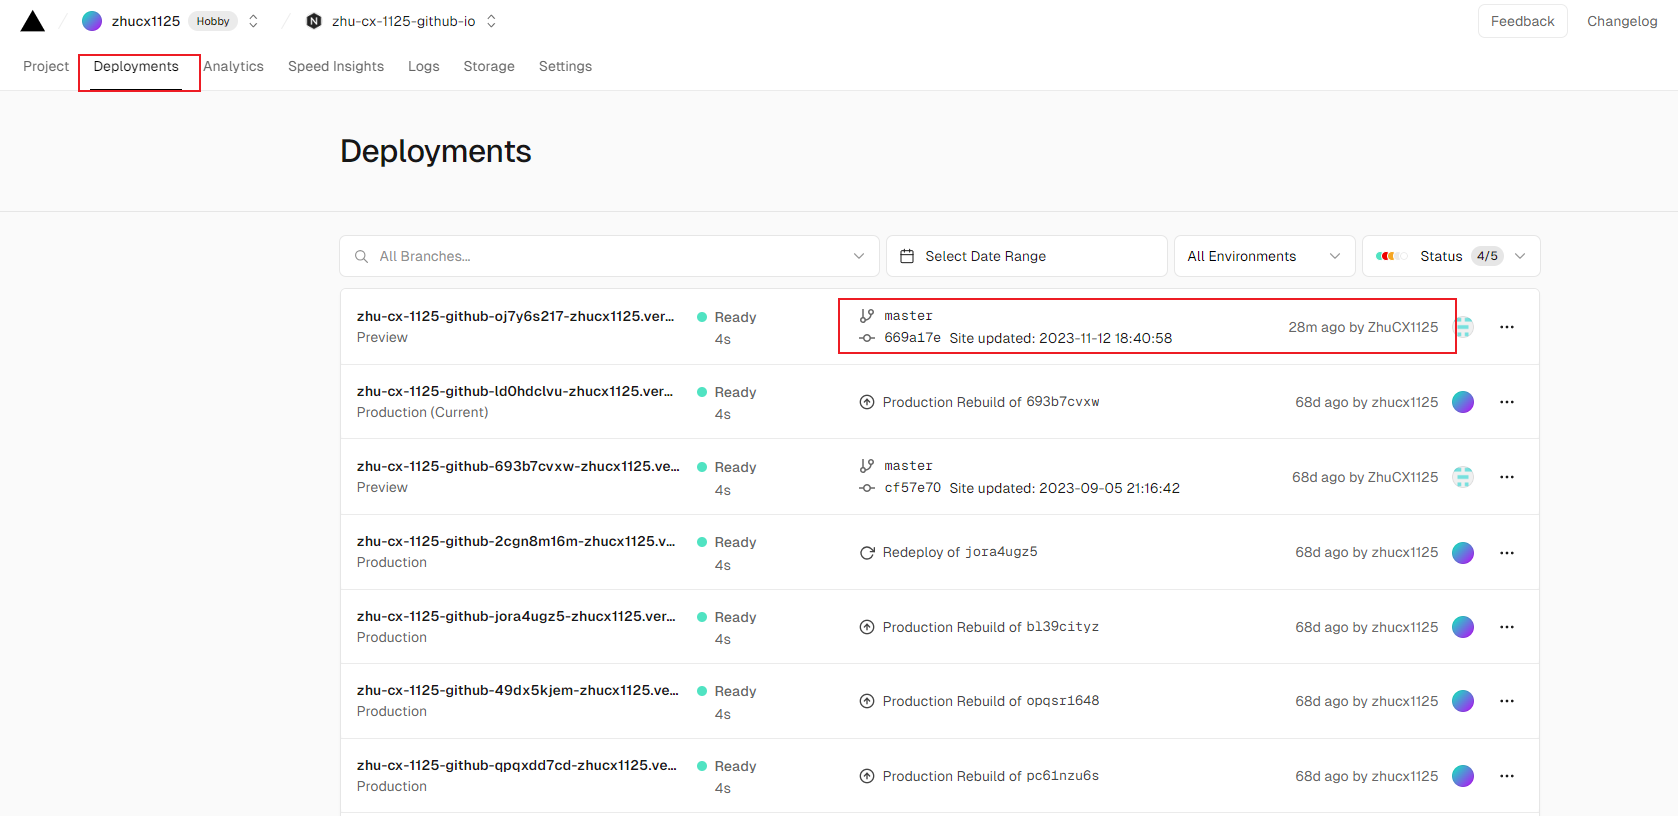 zhucx1125 Hobby zhu-cx-1125-github-io Feedback Changelog
Project Deployments Analytics Speed Insights Logs Storage Settings
Deployments
All Branches... Select Date Range All Environments Status 4/5
zhu-cx-1125-github-oj7y6s217-zhucx1125.ver... Ready master
28m ago by ZhuCX1125
Preview 4s 669a17e Site updated: 2023-11-12 18:40:58
zhu-cx-1125-github-ld0hdclvu-zhucx1125.ver... Ready
Production Rebuild of 693b7cvxw 68d ago by zhucx1125
Production (Current) 4s
zhu-cx-1125-github-693b7cvxw-zhucx1125.ve... Ready master
68d ago by ZhuCX1125
Preview 4s cf57e70 Site updated: 2023-09-05 21:16:42
zhu-cx-1125-github-2cgn8m16m-zhucx1125.v... Ready
Redeploy of jora4ugz5 68d ago by zhucx1125
Production 4s
zhu-cx-1125-github-jora4ugz5-zhucx1125.ver... Ready
Production Rebuild of bl39cityz 68d ago by zhucx1125
Production 4s
zhu-cx-1125-github-49dx5kjem-zhucx1125.ve... Ready
Production Rebuild of opqsr1648 68d ago by zhucx1125
Production 4s
zhu-cx-1125-github-qpqxdd7cd-zhucx1125.ve... Ready
Production Rebuild of pc61nzu6s 68d ago by zhucx1125
Production 4s